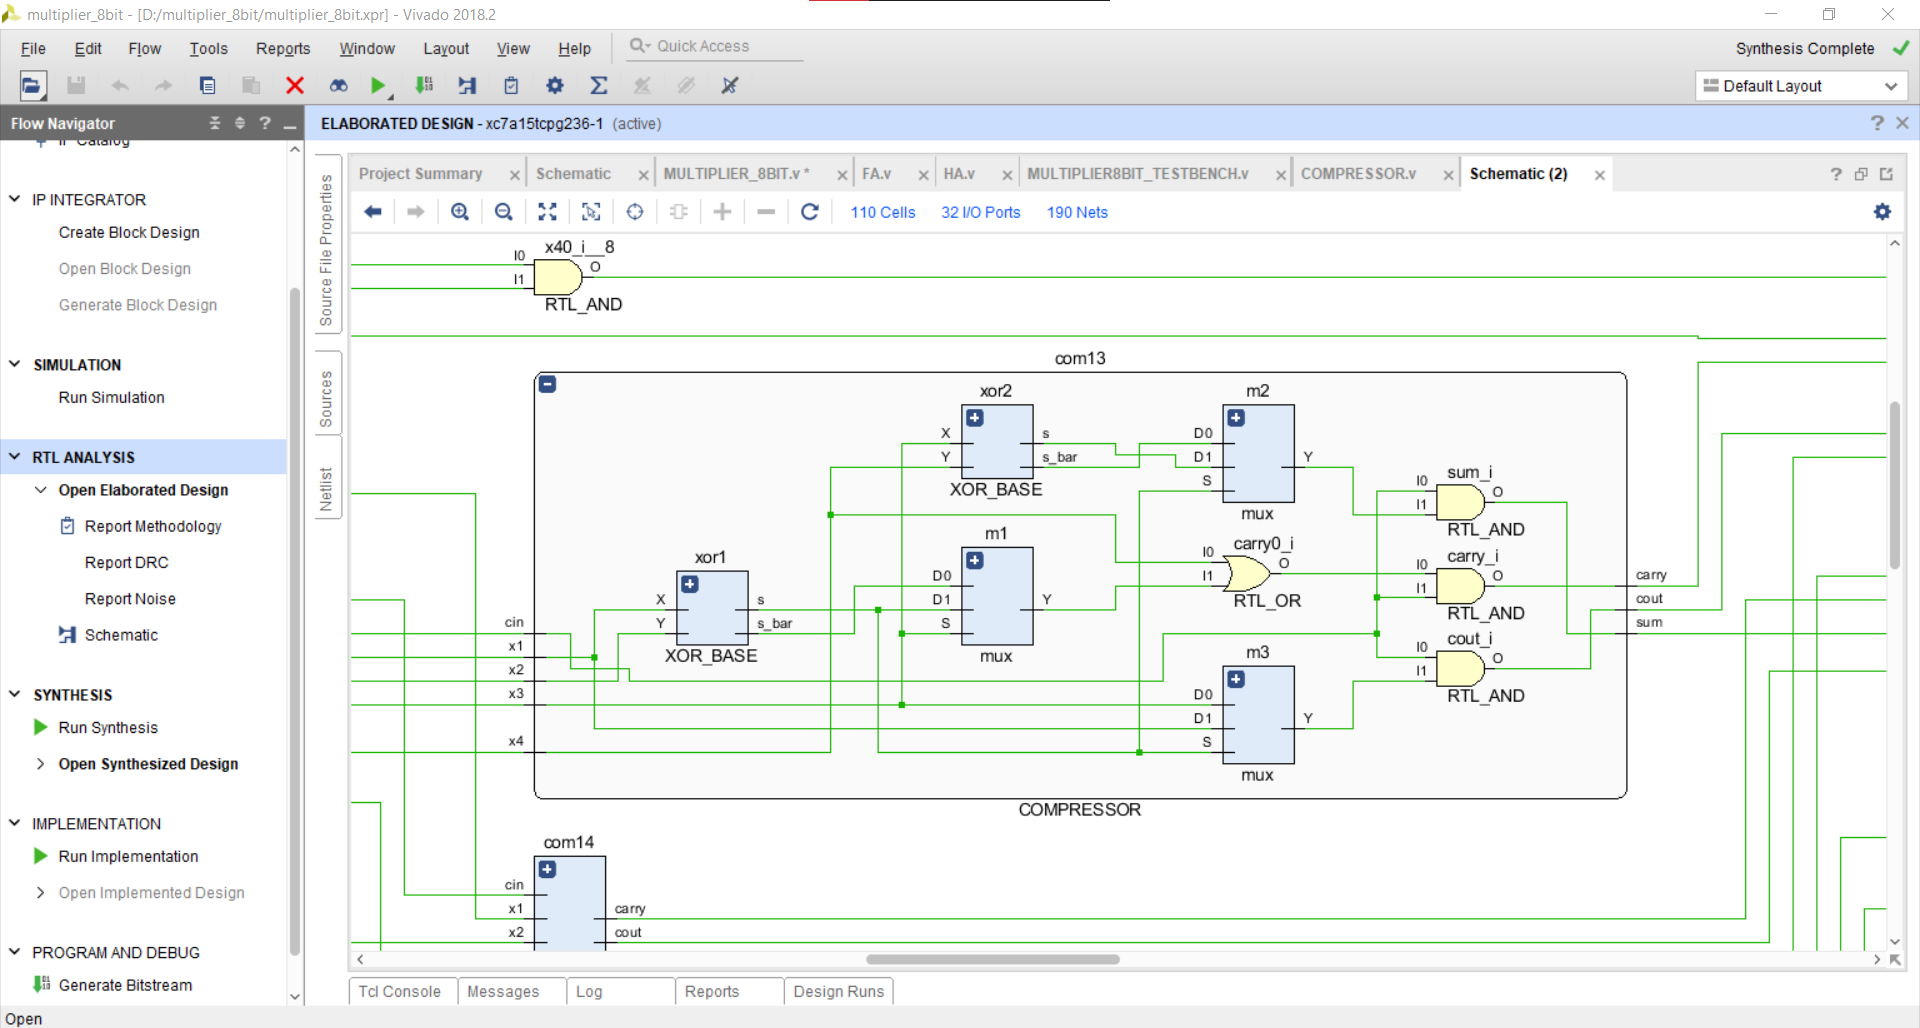 multiplier_8bit - [D:/multiplier_8bit/multiplier_8bit.xpr] - Vivado 2018.2
File Edit Flow Tools Reports Window Layout View Help Quick Access
Synthesis Complete
Default Layout
Flow Navigator
ELABORATED DESIGN - xc7a15tcpg236-1 (active)
IP Catalog
IP INTEGRATOR
Create Block Design
Open Block Design
Generate Block Design
SIMULATION
Run Simulation
RTL ANALYSIS
Open Elaborated Design
Report Methodology
Report DRC
Report Noise
Schematic
SYNTHESIS
Run Synthesis
Open Synthesized Design
IMPLEMENTATION
Run Implementation
Open Implemented Design
PROGRAM AND DEBUG
Generate Bitstream
Open
Source File Properties
Sources
Netlist
Project Summary Schematic MULTIPLIER_8BIT.v * FA.v HA.v MULTIPLIER8BIT_TESTBENCH.v COMPRESSOR.v Schematic (2)
110 Cells 32 I/O Ports 190 Nets
x40_i__8
I0
O
I1
RTL_AND
com13
xor2
X
s
Y
s_bar
XOR_BASE
m2
D0
D1
Y
S
mux
sum_i
I0
O
I1
RTL_AND
m1
D0
D1
Y
S
mux
carry0_i
I0
O
I1
RTL_OR
carry_i
I0
O
I1
RTL_AND
xor1
X
s
Y
s_bar
XOR_BASE
cin
x1
x2
x3
x4
m3
D0
D1
Y
S
mux
cout_i
I0
O
I1
RTL_AND
carry
cout
sum
COMPRESSOR
com14
cin
x1
carry
x2
cout
Tcl Console Messages Log Reports Design Runs